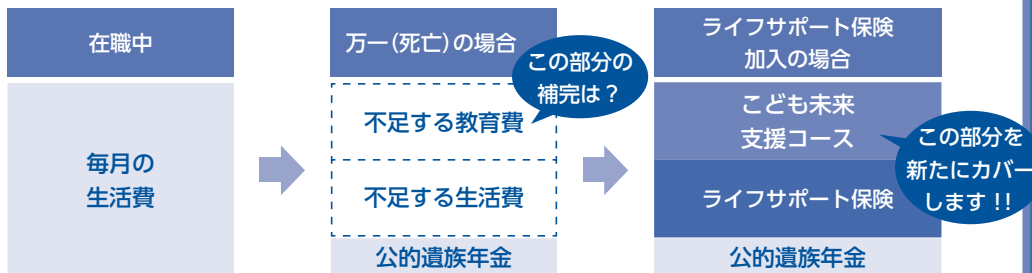 在職中
毎月の
生活費
万一(死亡)の場合
この部分の
補完は？
不足する教育費
不足する生活費
公的遺族年金
ライフサポート保険
加入の場合
こども未来
支援コース
この部分を
新たにカバー
します!!
ライフサポート保険
公的遺族年金